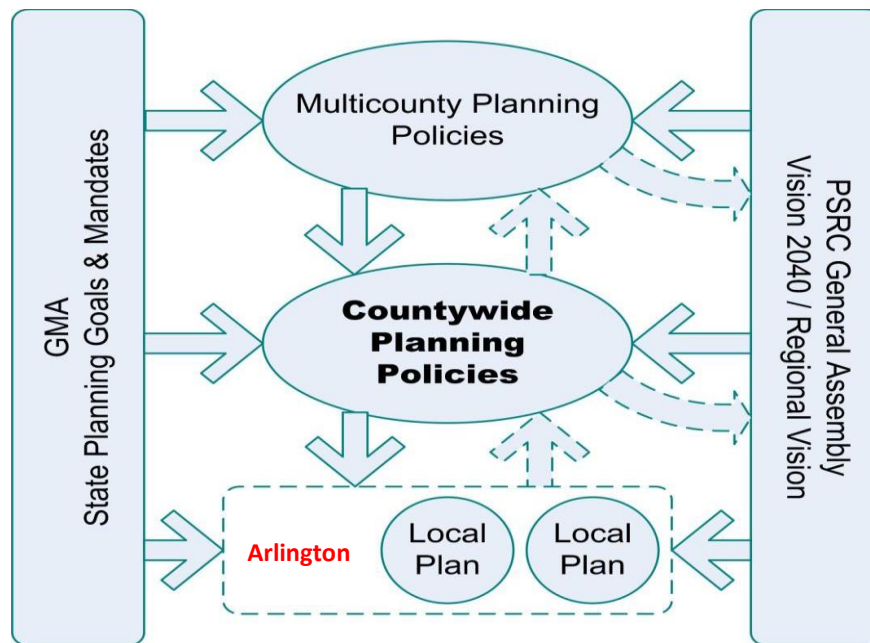 GMA
State Planning Goals & Mandates
Multicounty Planning
Policies
Countywide
Planning
Policies
Arlington
Local
Plan
Local
Plan
PSRC General Assembly
Vision 2040 / Regional Vision